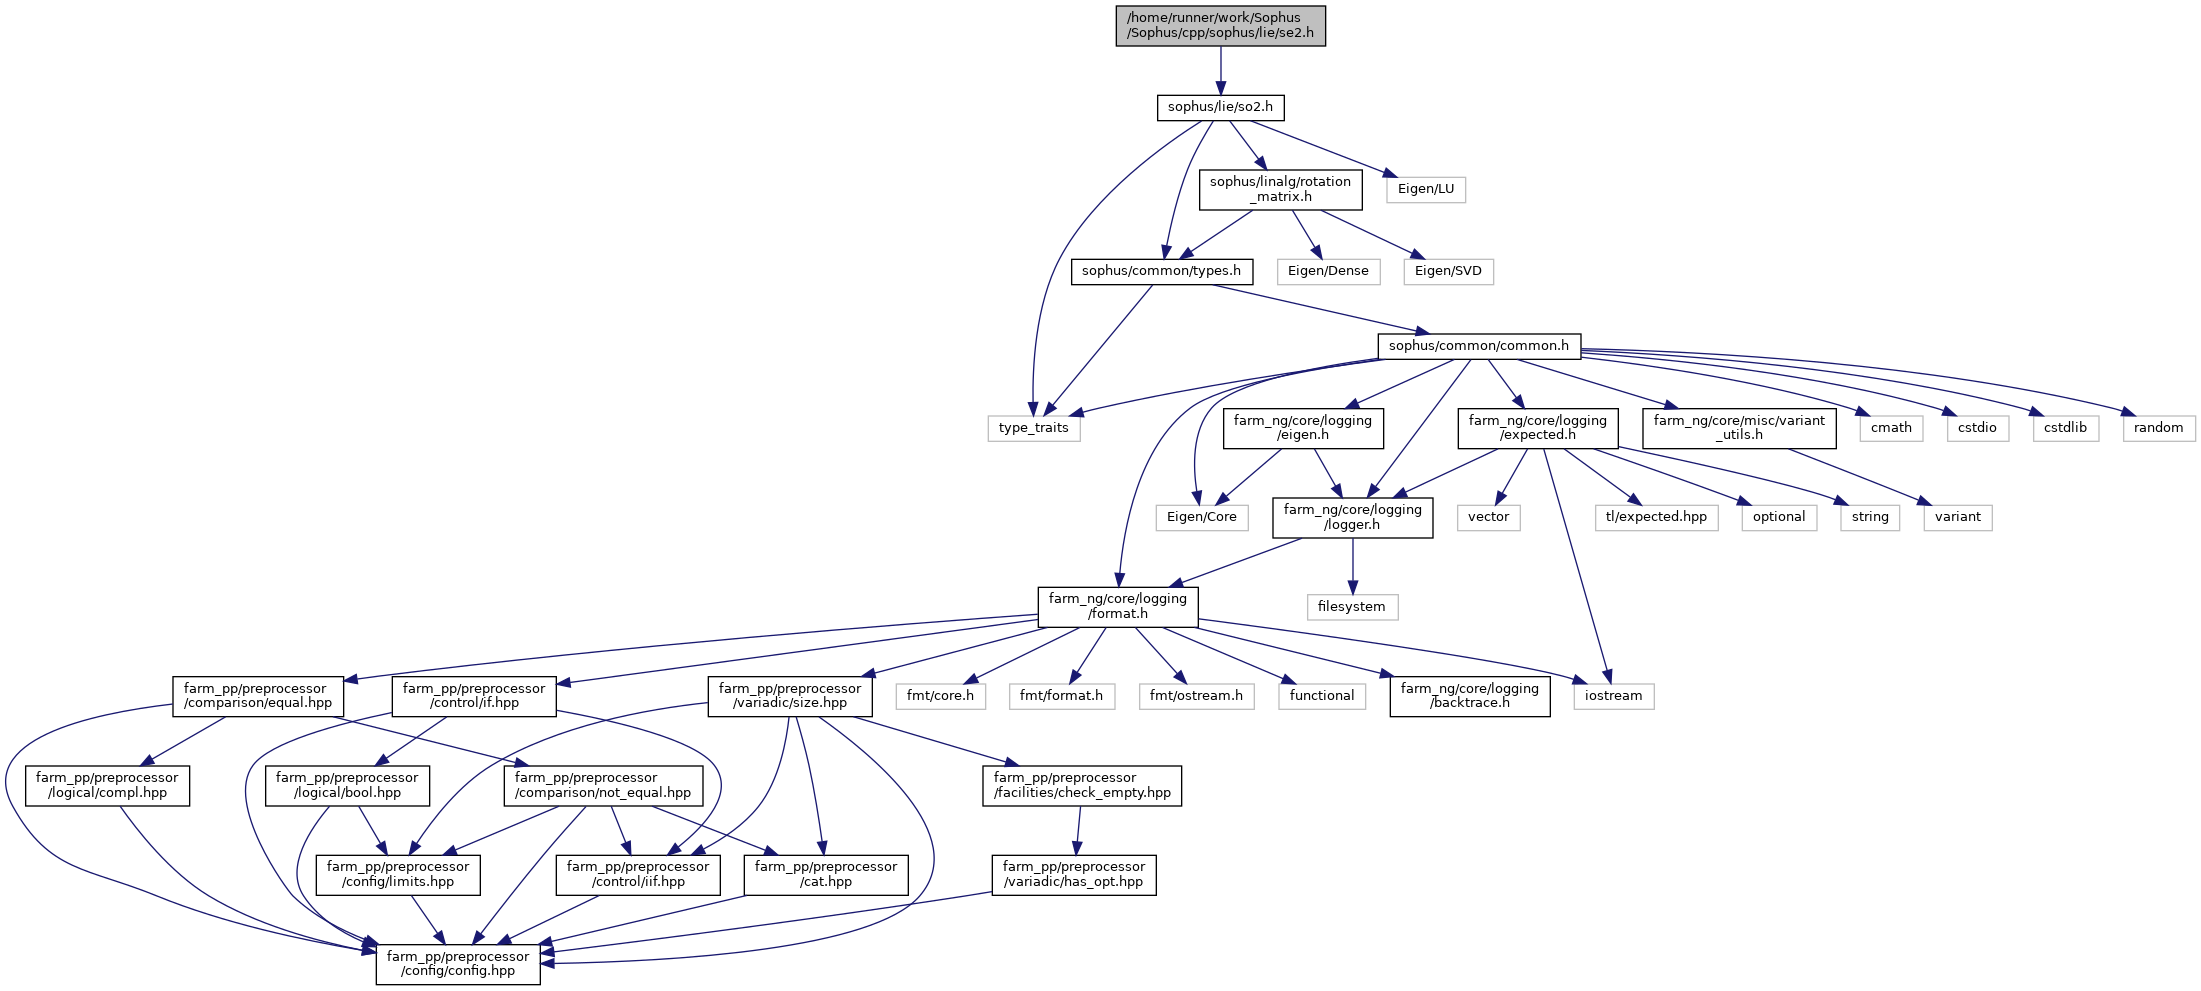 /home/runner/work/Sophus
/Sophus/cpp/sophus/lie/se2.h
sophus/lie/so2.h
sophus/linalg/rotation
_matrix.h
Eigen/LU
sophus/common/types.h
Eigen/Dense
Eigen/SVD
sophus/common/common.h
type_traits
farm_ng/core/logging
/eigen.h
farm_ng/core/logging
/expected.h
farm_ng/core/misc/variant
_utils.h
cmath
cstdio
cstdlib
random
Eigen/Core
farm_ng/core/logging
/logger.h
vector
tl/expected.hpp
optional
string
variant
farm_ng/core/logging
/format.h
filesystem
farm_pp/preprocessor
/comparison/equal.hpp
farm_pp/preprocessor
/control/if.hpp
farm_pp/preprocessor
/variadic/size.hpp
fmt/core.h
fmt/format.h
fmt/ostream.h
functional
farm_ng/core/logging
/backtrace.h
iostream
farm_pp/preprocessor
/logical/compl.hpp
farm_pp/preprocessor
/logical/bool.hpp
farm_pp/preprocessor
/comparison/not_equal.hpp
farm_pp/preprocessor
/facilities/check_empty.hpp
farm_pp/preprocessor
/config/limits.hpp
farm_pp/preprocessor
/control/iif.hpp
farm_pp/preprocessor
/cat.hpp
farm_pp/preprocessor
/variadic/has_opt.hpp
farm_pp/preprocessor
/config/config.hpp